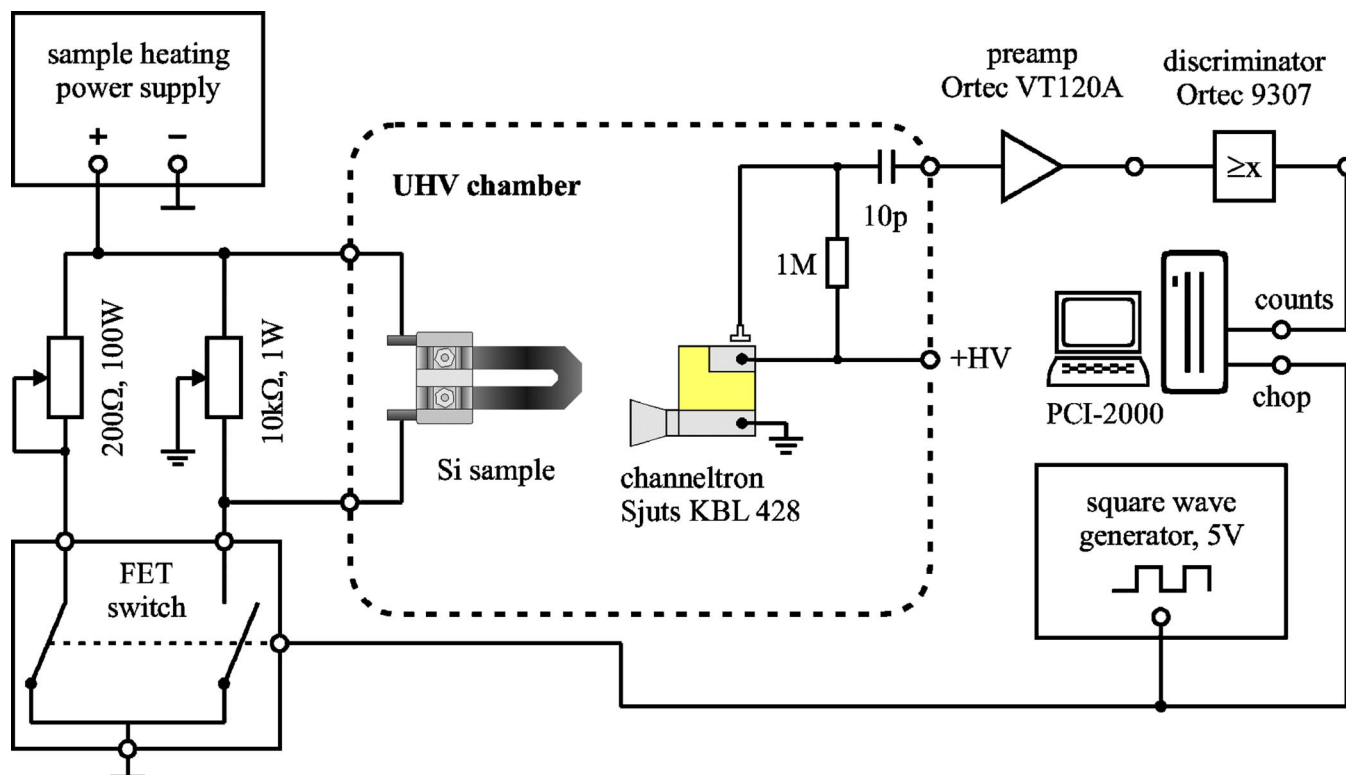 sample heating
power supply
+
−
preamp
Ortec VT120A
discriminator
Ortec 9307
UHV chamber
≥x
10p
1M
200Ω, 100W
10kΩ, 1W
+HV
counts
chop
PCI-2000
Si sample
channeltron
Sjuts KBL 428
square wave
generator, 5V
FET
switch